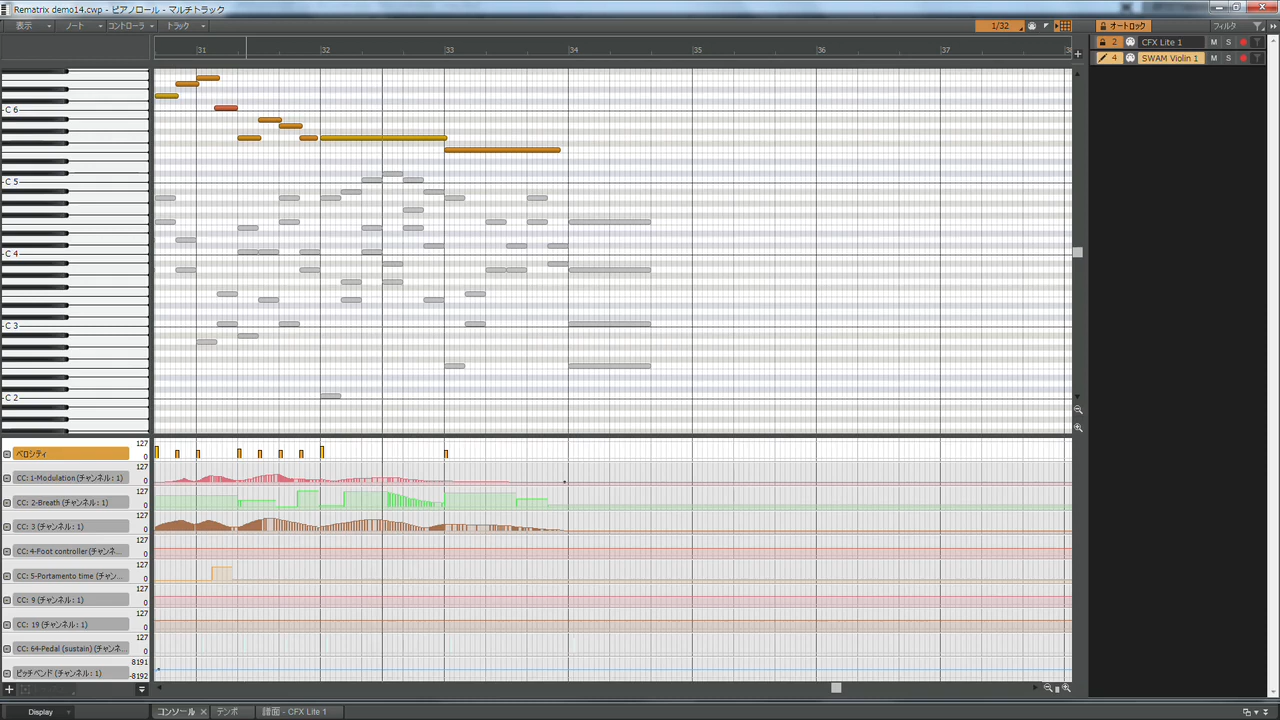 Rematrix demo14.cwp - ピアノロール - マルチトラック
表示 ノート コントローラ トラック 1/32 オートロック フィルタ
31 32 33 34 35 36 37
2 CFX Lite 1 M S
4 SWAM Violin 1 M S
C 6
C 5
C 4
C 3
C 2
ベロシティ 127 0
CC: 1-Modulation (チャンネル: 1) 127 0
CC: 2-Breath (チャンネル: 1) 127 0
CC: 3 (チャンネル: 1) 127 0
CC: 4-Foot controller (チャンネ... 127 0
CC: 5-Portamento time (チャン... 127 0
CC: 9 (チャンネル: 1) 127 0
CC: 19 (チャンネル: 1) 127 0
CC: 64-Pedal (sustain) (チャンネ... 127 0
ピッチベンド (チャンネル: 1) 8191 -8192
Display コンソール テンポ 譜面 - CFX Lite 1